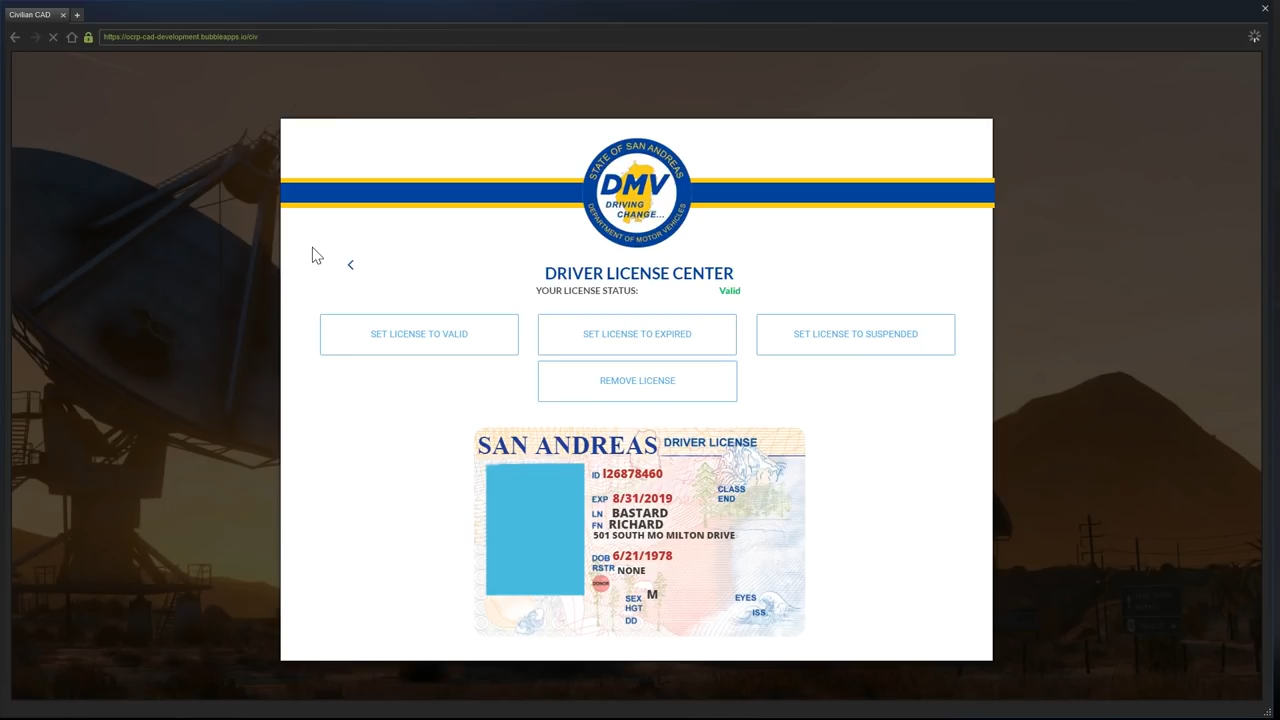 Civilian CAD
https://ocrp-cad-development.bubbleapps.io/civ
STATE OF SAN ANDREAS
DMV
DRIVING
CHANGE...
DEPARTMENT OF MOTOR VEHICLES
DRIVER LICENSE CENTER
YOUR LICENSE STATUS: Valid
SET LICENSE TO VALID
SET LICENSE TO EXPIRED
SET LICENSE TO SUSPENDED
REMOVE LICENSE
SAN ANDREAS DRIVER LICENSE
ID I26878460
CLASS
EXP 8/31/2019
END
LN BASTARD
FN RICHARD
501 SOUTH MO MILTON DRIVE
DOB 6/21/1978
RSTR NONE
DONOR
SEX M
EYES
HGT
ISS.
DD